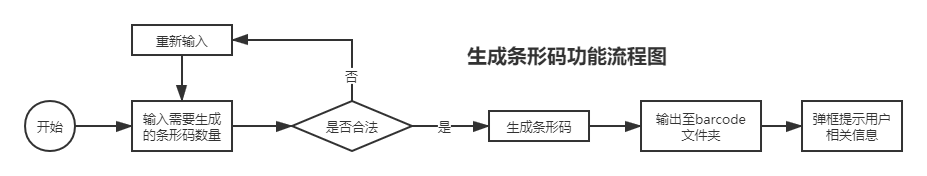 生成条形码功能流程图
重新输入
否
开始
输入需要生成
的条形码数量
是否合法
是
生成条形码
输出至barcode
文件夹
弹框提示用户
相关信息